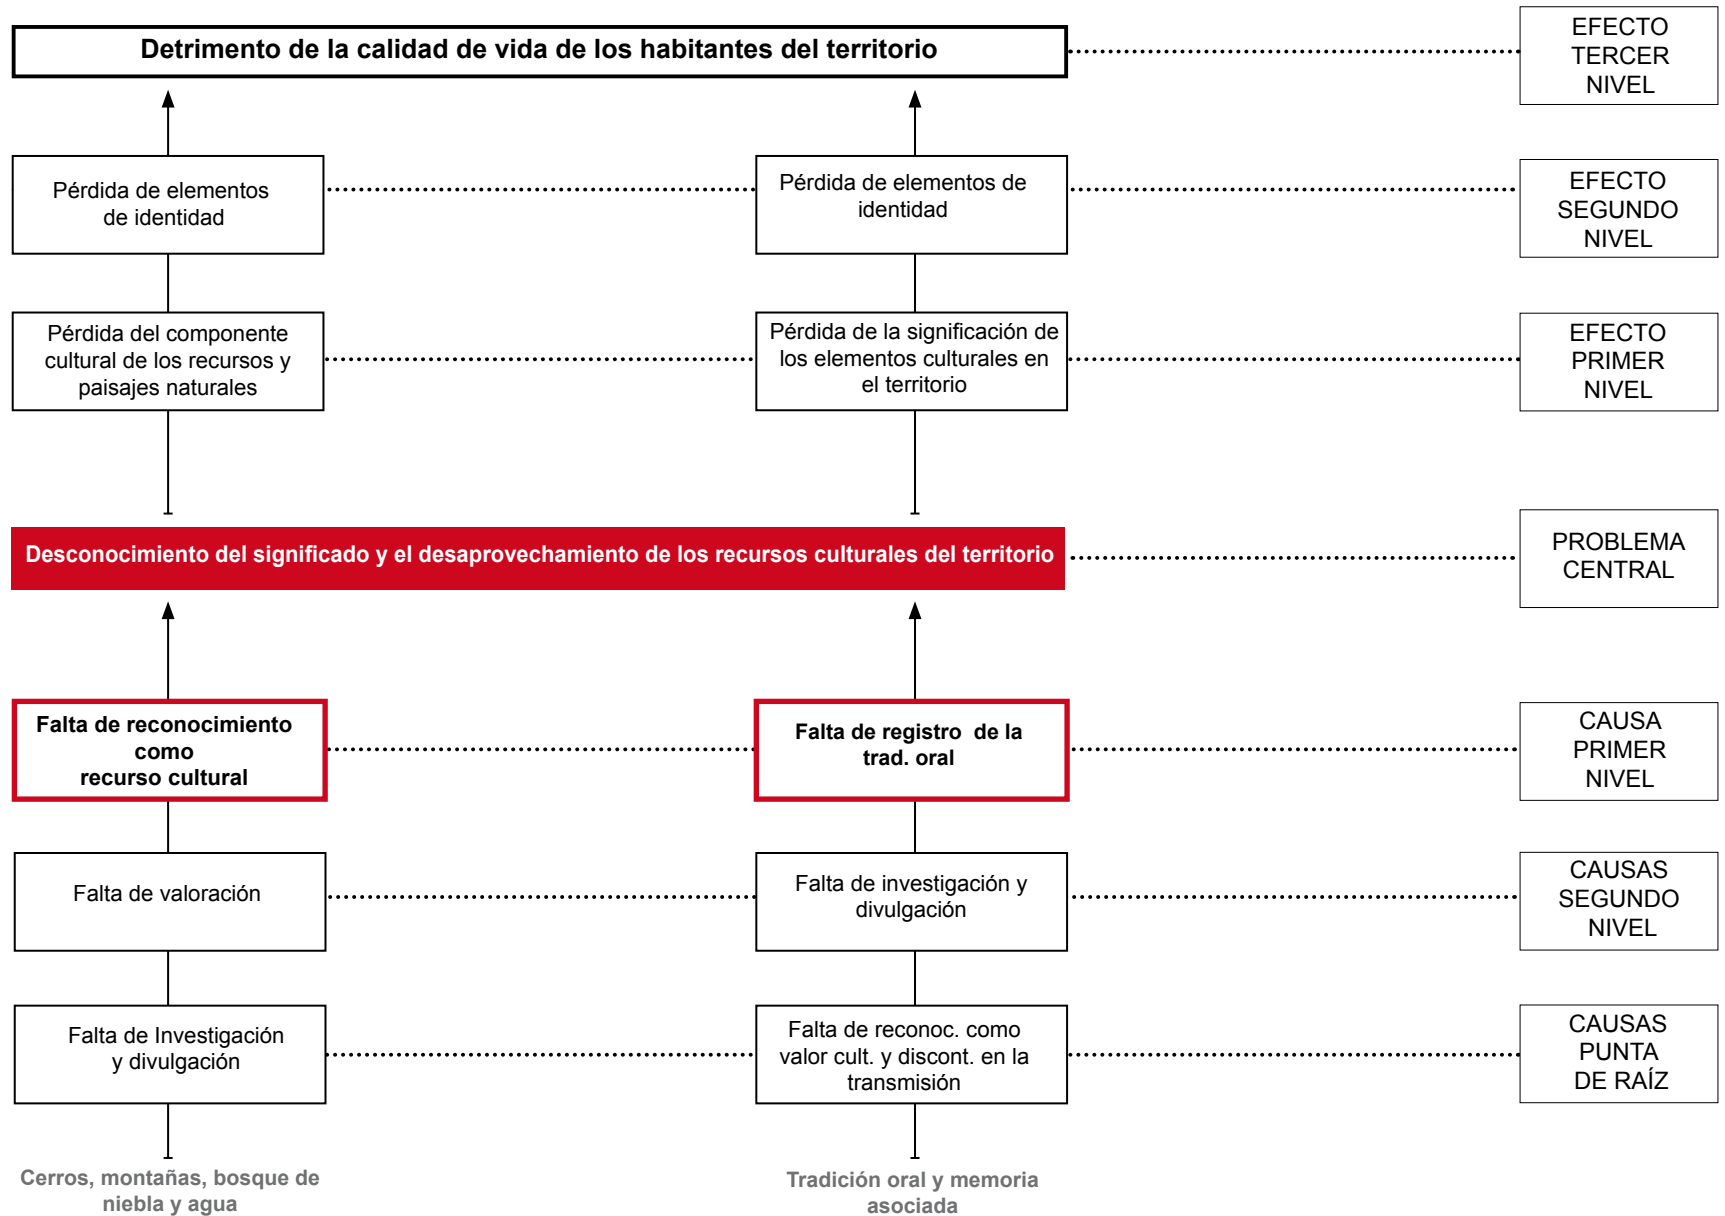 Detrimento de la calidad de vida de los habitantes del territorio
EFECTO
TERCER
NIVEL
Pérdida de elementos
de identidad
Pérdida de elementos de
identidad
EFECTO
SEGUNDO
NIVEL
Pérdida del componente
cultural de los recursos y
paisajes naturales
Pérdida de la significación de
los elementos culturales en
el territorio
EFECTO
PRIMER
NIVEL
Desconocimiento del significado y el desaprovechamiento de los recursos culturales del territorio
PROBLEMA
CENTRAL
Falta de reconocimiento
como
recurso cultural
Falta de registro de la
trad. oral
CAUSA
PRIMER
NIVEL
Falta de valoración
Falta de investigación y
divulgación
CAUSAS
SEGUNDO
NIVEL
Falta de Investigación
y divulgación
Falta de reconoc. como
valor cult. y discont. en la
transmisión
CAUSAS
PUNTA
DE RAÍZ
Cerros, montañas, bosque de
niebla y agua
Tradición oral y memoria
asociada